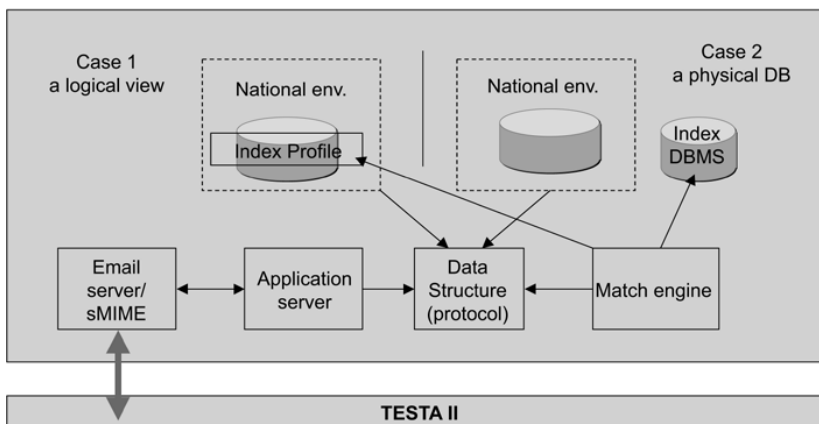 Case 1
a logical view
National env.
Index Profile
National env.
Case 2
a physical DB
Index
DBMS
Email
server/
sMIME
Application
server
Data
Structure
(protocol)
Match engine
TESTA II